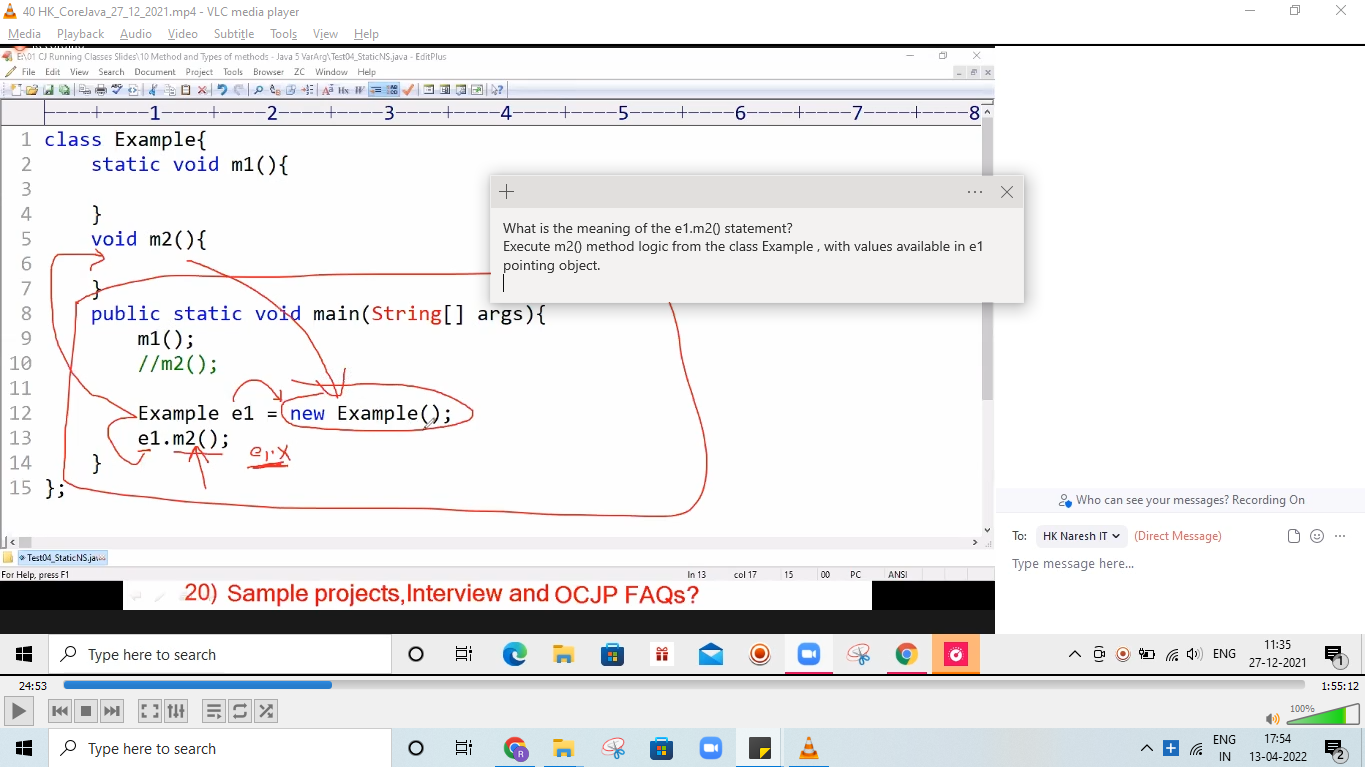 40 HK_CoreJava_27_12_2021.mp4 - VLC media player
Media Playback Audio Video Subtitle Tools View Help
E:\01 CJ Running Classes Slides\10 Method and Types of methods - Java 5 VarArg\Test04_StaticNS.java - EditPlus
File Edit View Search Document Project Tools Browser ZC Window Help
1 2 3 4 5 6 7 8
1 class Example{
2 static void m1(){
3
4 }
5 void m2(){
6
7 }
8 public static void main(String[] args){
9 m1();
10 //m2();
11
12 Example e1 = new Example();
13 e1.m2();
e1.x
14 }
15 };
What is the meaning of the e1.m2() statement?
Execute m2() method logic from the class Example , with values available in e1
pointing object.
Who can see your messages? Recording On
To: HK Naresh IT (Direct Message)
Type message here...
Test04_StaticNS.java
For Help, press F1 ln 13 col 17 15 00 PC ANSI
20) Sample projects,Interview and OCJP FAQs?
Type here to search
ENG
11:35
27-12-2021
1
24:53
1:55:12
100%
Type here to search
R
ENG
IN
17:54
13-04-2022
2